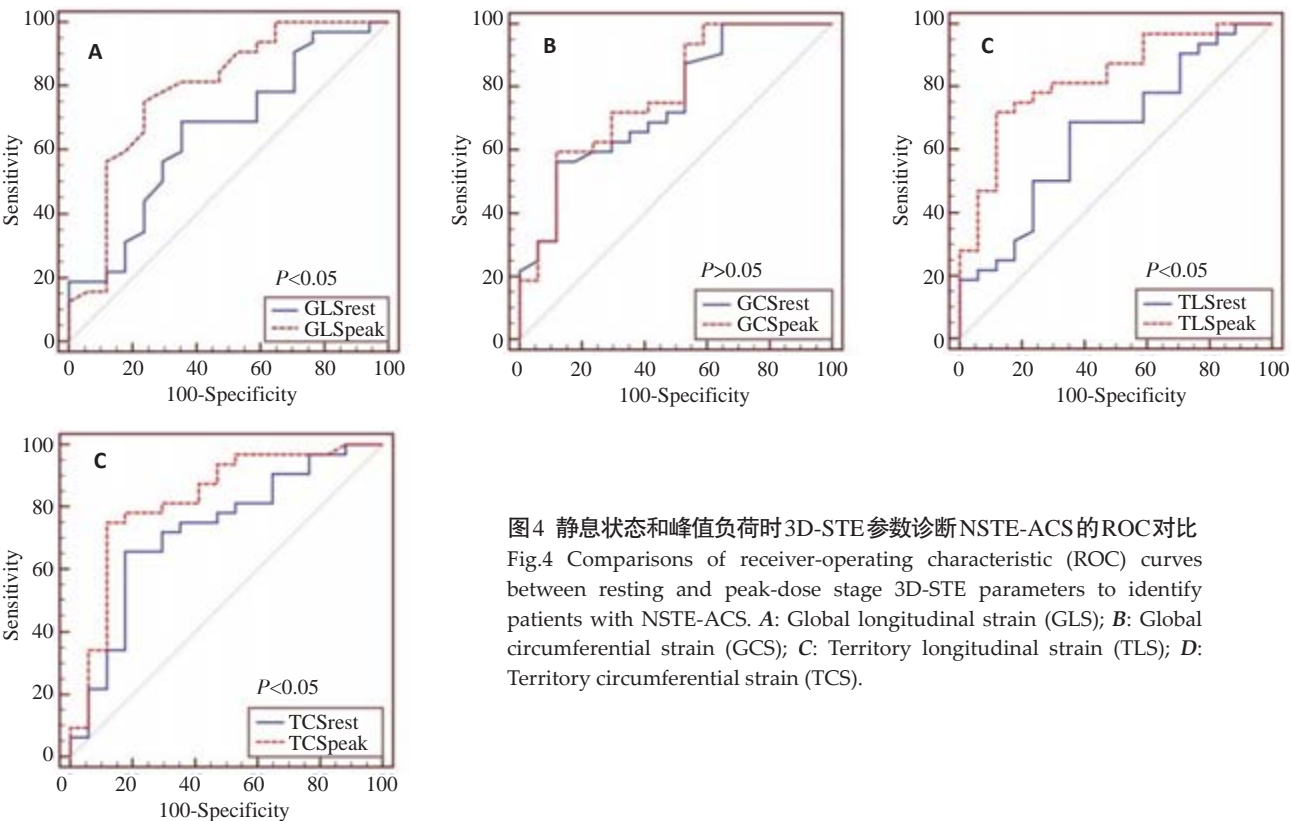 100
80
60
40
20
0
Sensitivity
A
P<0.05
GLSrest
GLSpeak
0 20 40 60 80 100
100-Specificity
100
80
60
40
20
0
Sensitivity
B
P>0.05
GCSrest
GCSpeak
0 20 40 60 80 100
100-Specificity
100
80
60
40
20
0
Sensitivity
C
P<0.05
TLSrest
TLSpeak
0 20 40 60 80 100
100-Specificity
100
80
60
40
20
0
Sensitivity
C
P<0.05
TCSrest
TCSpeak
0 20 40 60 80 100
100-Specificity
图4 静息状态和峰值负荷时3D-STE参数诊断NSTE-ACS的ROC对比
Fig.4 Comparisons of receiver-operating characteristic (ROC) curves
between resting and peak-dose stage 3D-STE parameters to identify
patients with NSTE-ACS. A: Global longitudinal strain (GLS); B: Global
circumferential strain (GCS); C: Territory longitudinal strain (TLS); D:
Territory circumferential strain (TCS).